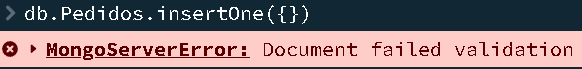 > db.Pedidos.insertOne({})
MongoServerError: Document failed validation